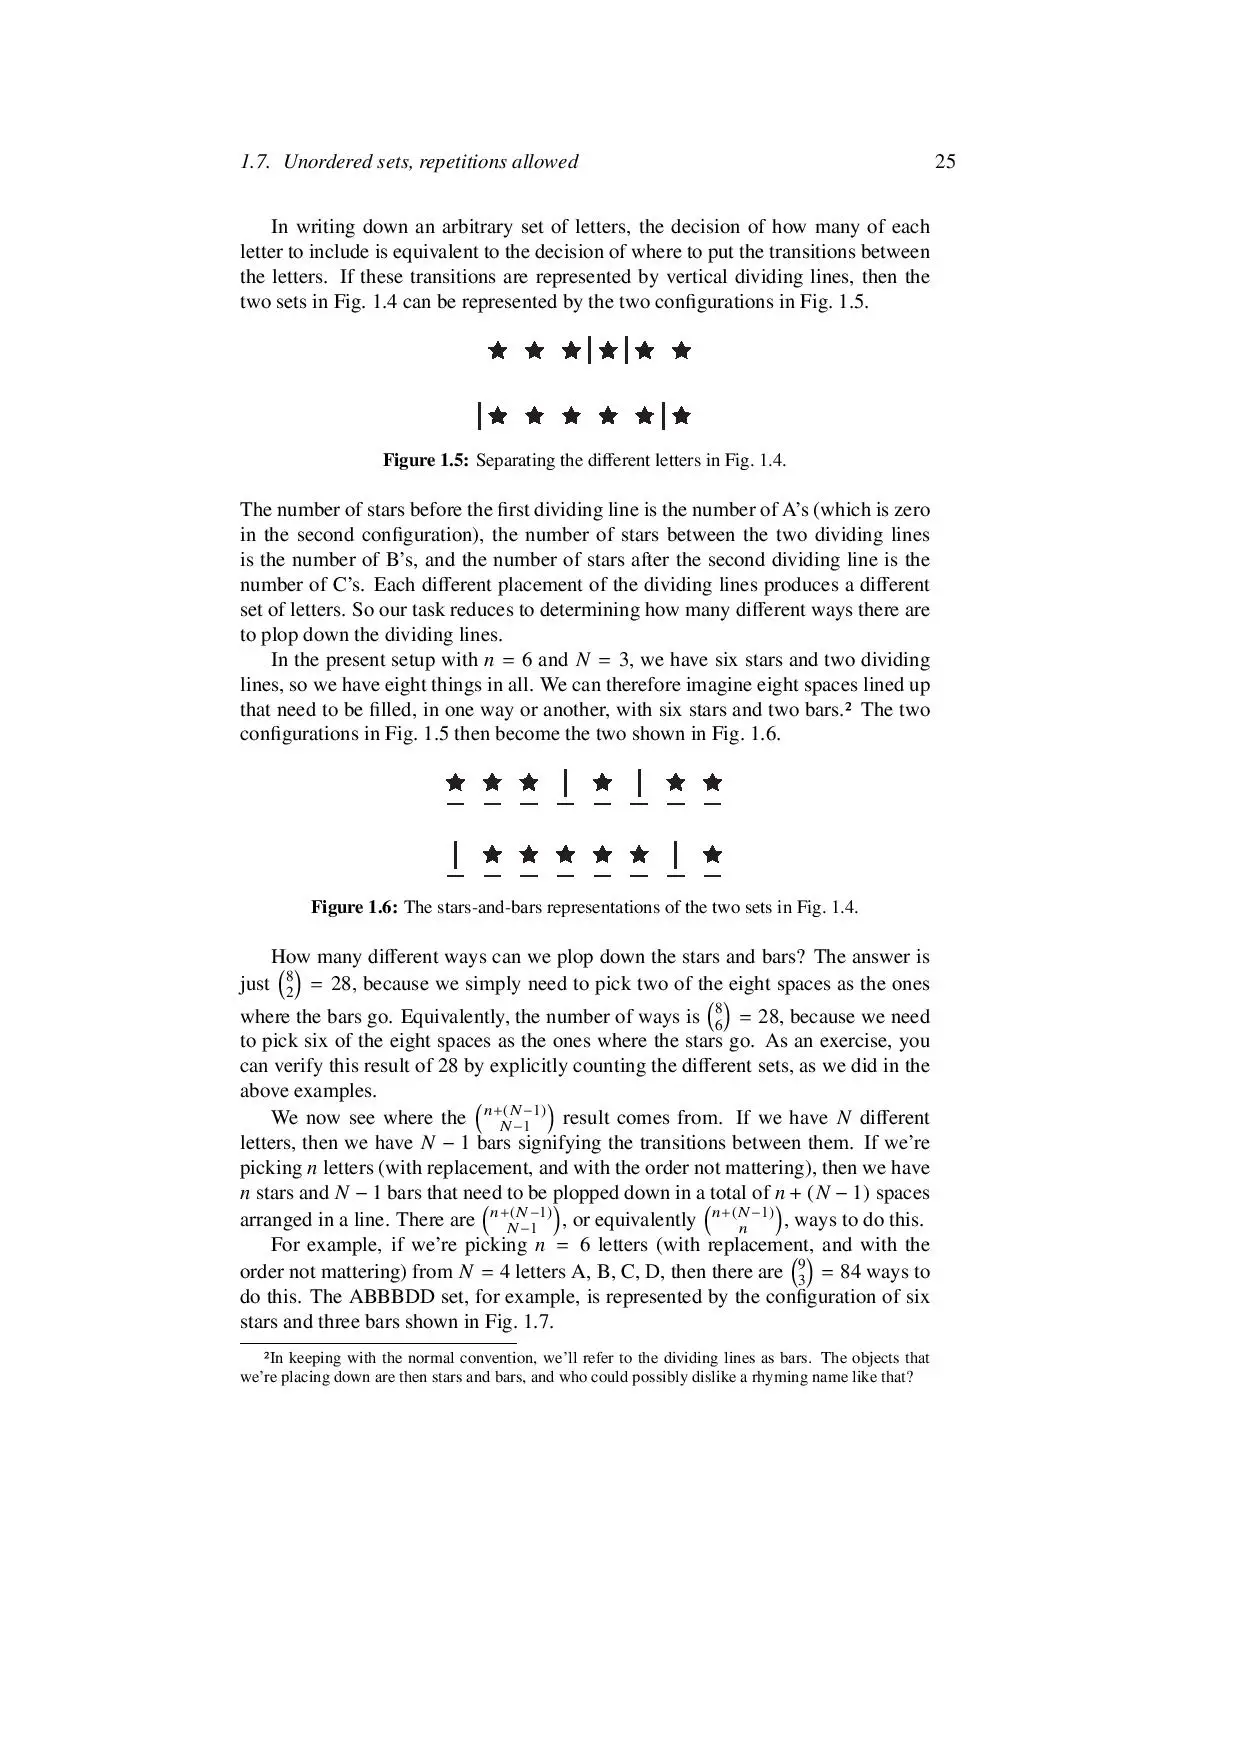 1.7. Unordered sets, repetitions allowed 25
In writing down an arbitrary set of letters, the decision of how many of each
letter to include is equivalent to the decision of where to put the transitions between
the letters. If these transitions are represented by vertical dividing lines, then the
two sets in Fig. 1.4 can be represented by the two configurations in Fig. 1.5.
★ ★ ★|★|★ ★
|★ ★ ★ ★ ★|★
Figure 1.5: Separating the different letters in Fig. 1.4.
The number of stars before the first dividing line is the number of A’s (which is zero
in the second configuration), the number of stars between the two dividing lines
is the number of B’s, and the number of stars after the second dividing line is the
number of C’s. Each different placement of the dividing lines produces a different
set of letters. So our task reduces to determining how many different ways there are
to plop down the dividing lines.
In the present setup with n = 6 and N = 3, we have six stars and two dividing
lines, so we have eight things in all. We can therefore imagine eight spaces lined up
that need to be filled, in one way or another, with six stars and two bars.² The two
configurations in Fig. 1.5 then become the two shown in Fig. 1.6.
★ ★ ★ | ★ | ★ ★
| ★ ★ ★ ★ ★ | ★
Figure 1.6: The stars-and-bars representations of the two sets in Fig. 1.4.
How many different ways can we plop down the stars and bars? The answer is
just $\binom{8}{2}$ = 28, because we simply need to pick two of the eight spaces as the ones
where the bars go. Equivalently, the number of ways is $\binom{8}{6}$ = 28, because we need
to pick six of the eight spaces as the ones where the stars go. As an exercise, you
can verify this result of 28 by explicitly counting the different sets, as we did in the
above examples.
We now see where the $\binom{n+(N-1)}{N-1}$ result comes from. If we have N different
letters, then we have N − 1 bars signifying the transitions between them. If we’re
picking n letters (with replacement, and with the order not mattering), then we have
n stars and N − 1 bars that need to be plopped down in a total of n + (N − 1) spaces
arranged in a line. There are $\binom{n+(N-1)}{N-1}$, or equivalently $\binom{n+(N-1)}{n}$, ways to do this.
For example, if we’re picking n = 6 letters (with replacement, and with the
order not mattering) from N = 4 letters A, B, C, D, then there are $\binom{9}{3}$ = 84 ways to
do this. The ABBBDD set, for example, is represented by the configuration of six
stars and three bars shown in Fig. 1.7.
²In keeping with the normal convention, we’ll refer to the dividing lines as bars. The objects that
we’re placing down are then stars and bars, and who could possibly dislike a rhyming name like that?